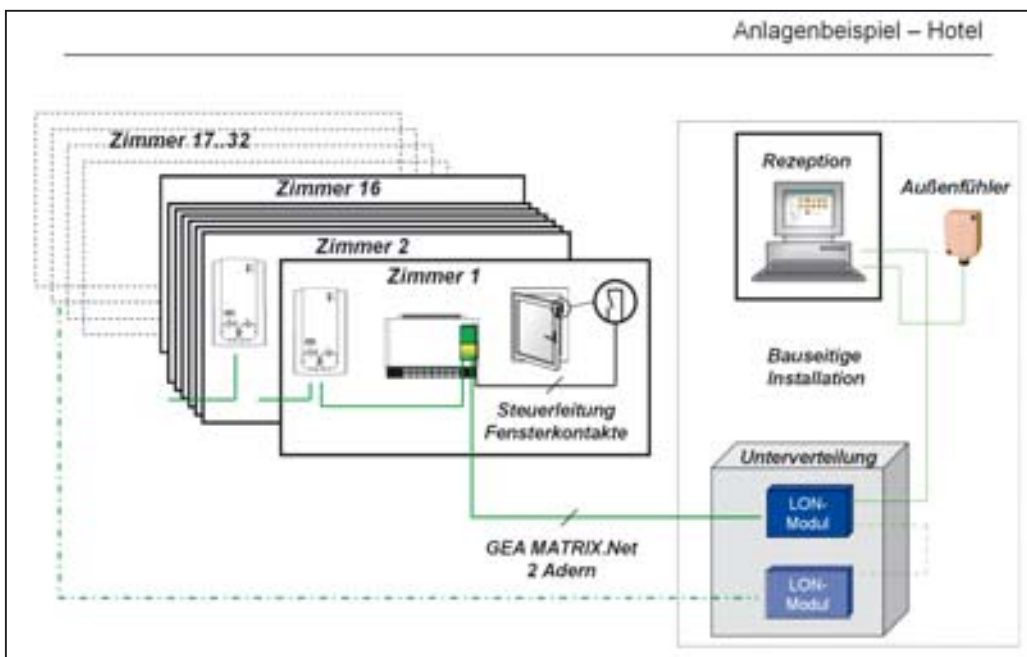 Anlagenbeispiel – Hotel
Zimmer 17..32
Zimmer 16
Zimmer 2
Zimmer 1
Rezeption
Außenfühler
Bauseitige
Installation
Steuerleitung
Fensterkontakte
Unterverteilung
LON-
Modul
GEA MATRIX.Net
2 Adern
LON-
Modul